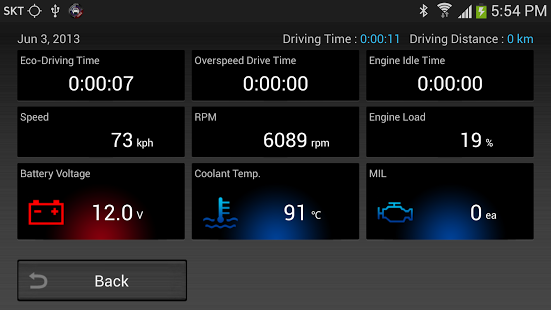 SKT 5:54 PM
Jun 3, 2013 Driving Time : 0:00:11 Driving Distance : 0 km
Eco-Driving Time Overspeed Drive Time Engine Idle Time
0:00:07 0:00:00 0:00:00
Speed RPM Engine Load
73 kph 6089 rpm 19 %
Battery Voltage Coolant Temp. MIL
12.0 V 91 °C 0 ea
Back